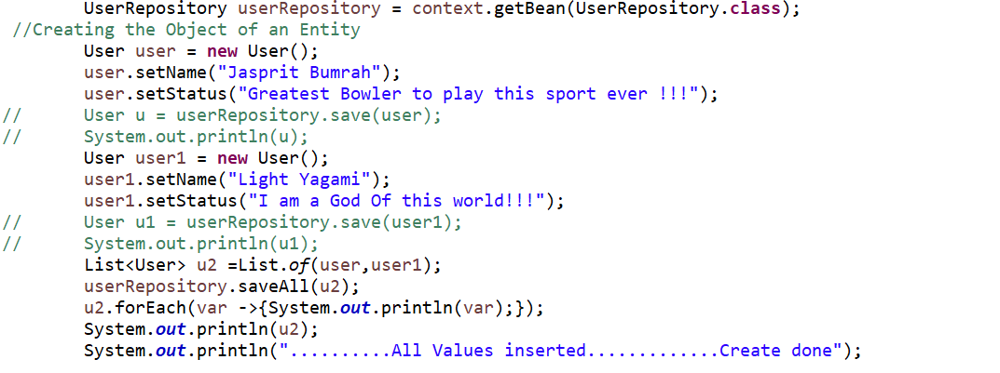 UserRepository userRepository = context.getBean(UserRepository.class);
//Creating the Object of an Entity
User user = new User();
user.setName("Jasprit Bumrah");
user.setStatus("Greatest Bowler to play this sport ever !!!");
// User u = userRepository.save(user);
// System.out.println(u);
User user1 = new User();
user1.setName("Light Yagami");
user1.setStatus("I am a God Of this world!!!");
// User u1 = userRepository.save(user1);
// System.out.println(u1);
List<User> u2 =List.of(user,user1);
userRepository.saveAll(u2);
u2.forEach(var ->{System.out.println(var);});
System.out.println(u2);
System.out.println("..........All Values inserted.............Create done");